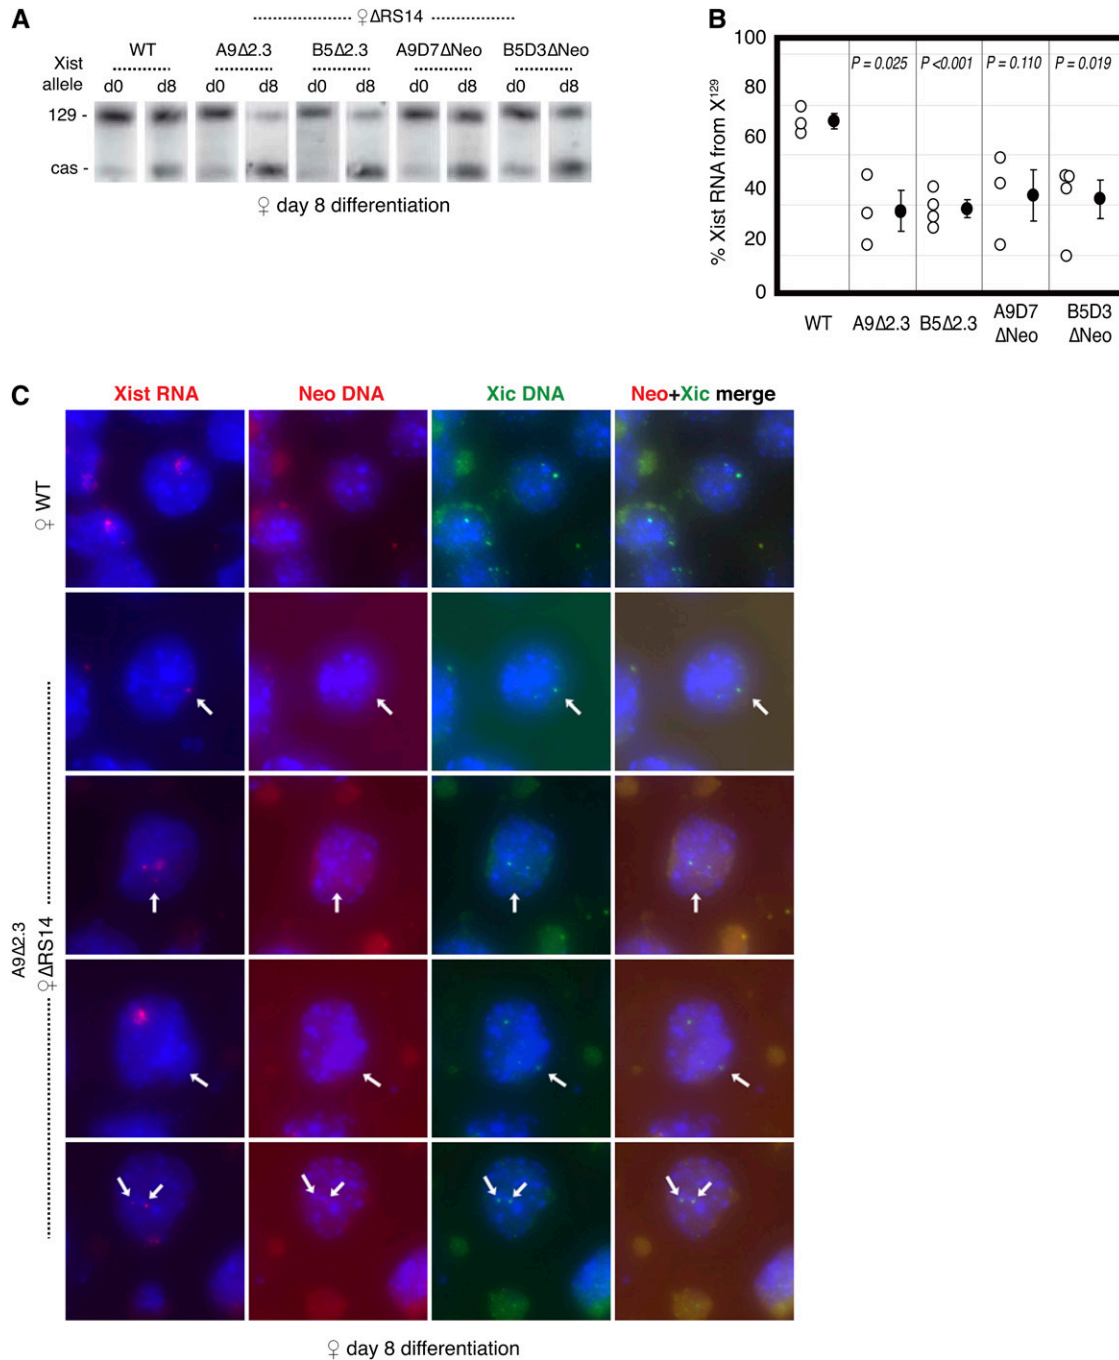 A
♀ΔRS14
WT A9Δ2.3 B5Δ2.3 A9D7ΔNeo B5D3ΔNeo
Xist
allele
d0 d8 d0 d8 d0 d8 d0 d8 d0 d8
129 -
cas -
♀ day 8 differentiation
B
% Xist RNA from X¹²⁹
100
80
60
40
20
0
P = 0.025 P <0.001 P = 0.110 P = 0.019
WT A9Δ2.3 B5Δ2.3 A9D7 ΔNeo B5D3 ΔNeo
C
Xist RNA Neo DNA Xic DNA Neo+Xic merge
♀ WT
A9Δ2.3
♀ΔRS14
♀ day 8 differentiation